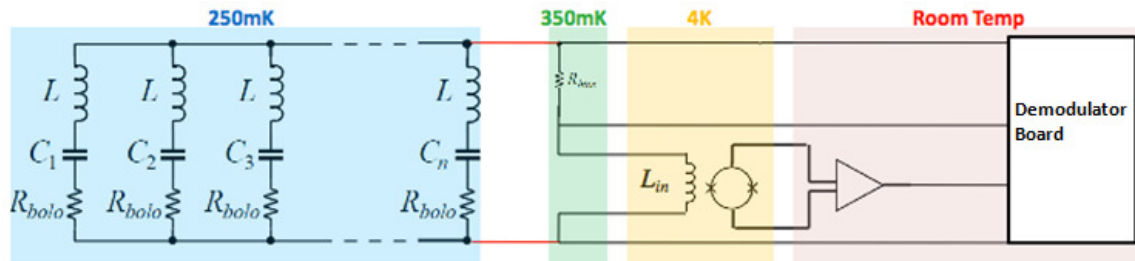 250mK
350mK
4K
Room Temp
L
L
L
L
C1
C2
C3
Cn
Rbolo
Rbolo
Rbolo
Rbolo
Lin
Demodulator
Board